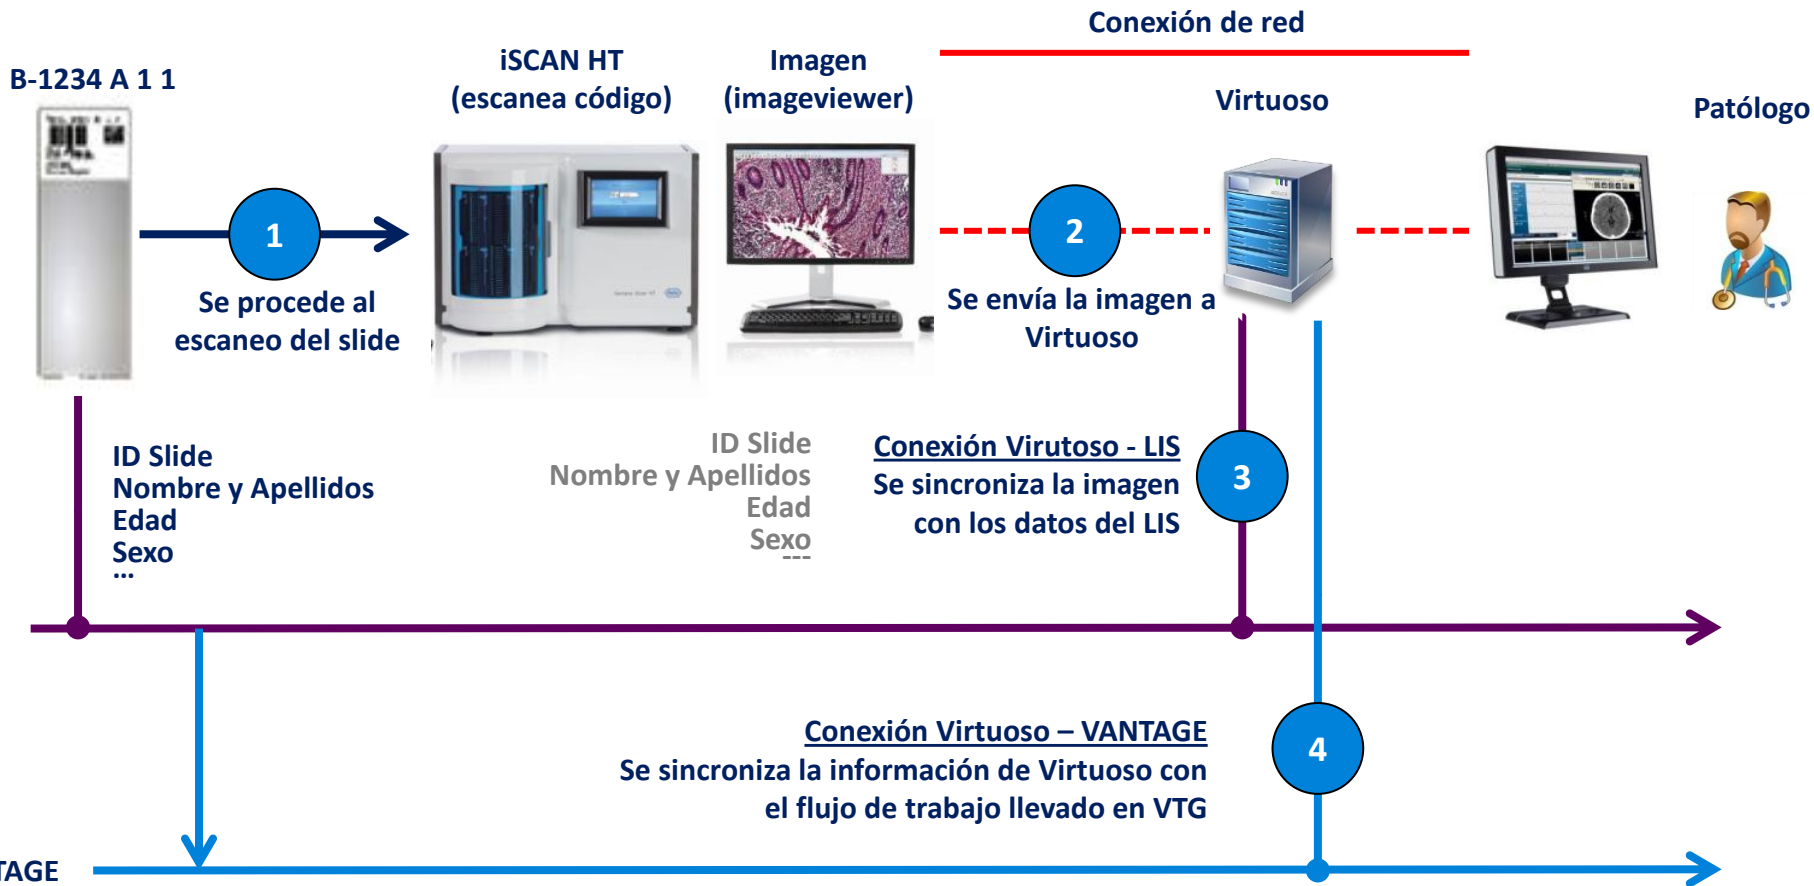 Conexión de red
B-1234 A 1 1
iSCAN HT
(escanea código)
Imagen
(imageviewer)
Virtuoso
Patólogo
1
Se procede al
escaneo del slide
2
Se envía la imagen a
Virtuoso
ID Slide
Nombre y Apellidos
Edad
Sexo
...
ID Slide
Nombre y Apellidos
Edad
Sexo
---
Conexión Virutoso - LIS
Se sincroniza la imagen
con los datos del LIS
3
Conexión Virtuoso – VANTAGE
Se sincroniza la información de Virtuoso con
el flujo de trabajo llevado en VTG
4
TAGE